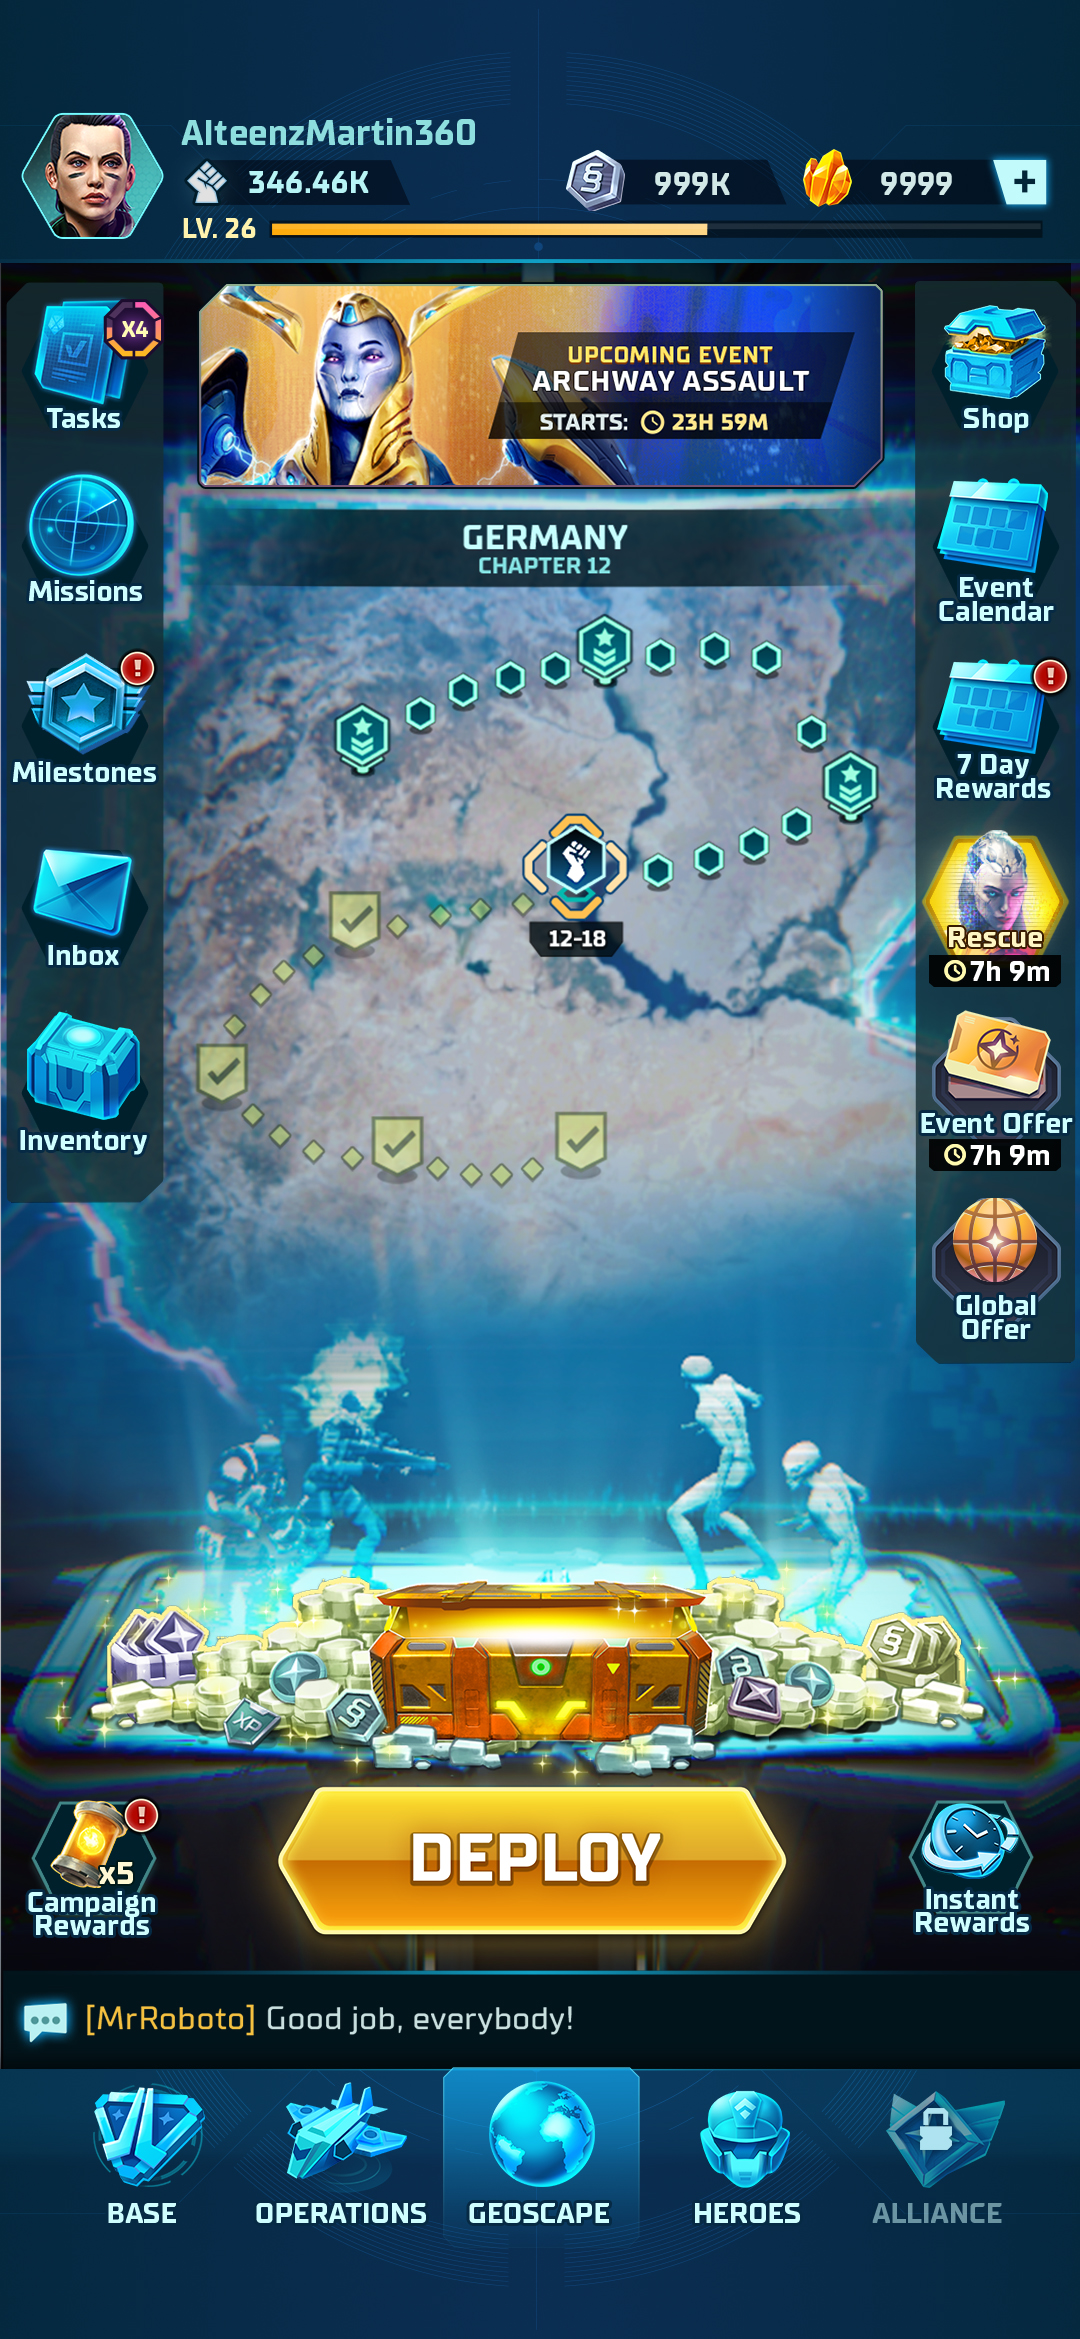 AlteenzMartin360
346.46K
999K
9999
+
LV. 26
X4
Tasks
Missions
!
Milestones
Inbox
Inventory
UPCOMING EVENT
ARCHWAY ASSAULT
STARTS: 23H 59M
GERMANY
CHAPTER 12
12-18
Shop
Event
Calendar
!
7 Day
Rewards
Rescue
7h 9m
Event Offer
7h 9m
Global
Offer
XP
!
x5
Campaign
Rewards
DEPLOY
Instant
Rewards
[MrRoboto] Good job, everybody!
BASE
OPERATIONS
GEOSCAPE
HEROES
ALLIANCE